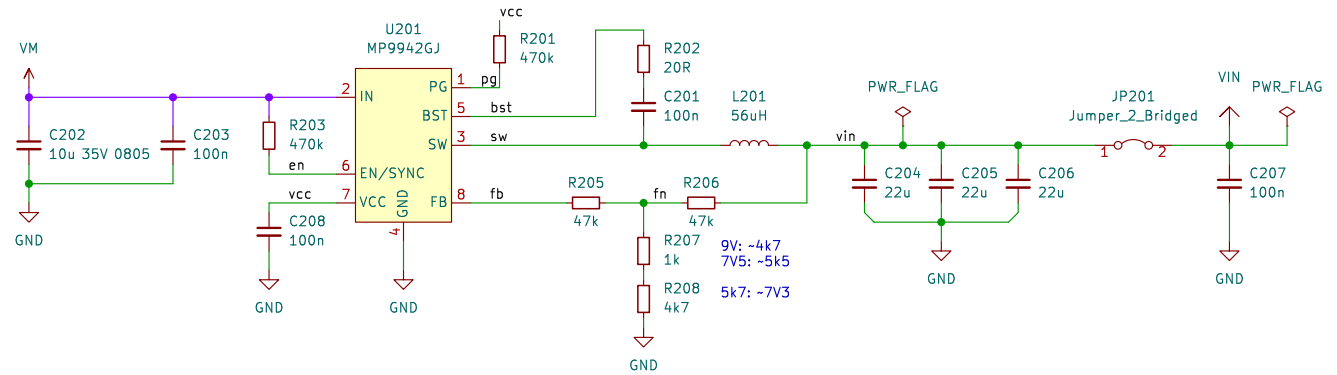 VM
C202
10u 35V 0805
GND
C203
100n
R203
470k
en
vcc
C208
100n
GND
U201
MP9942GJ
2
IN
6
EN/SYNC
7
VCC
GND
4
GND
PG
1
pg
BST
5
bst
SW
3
sw
FB
8
fb
vcc
R201
470k
R202
20R
C201
100n
L201
56uH
R205
47k
fn
R206
47k
R207
1k
R208
4k7
GND
9V: ~4k7
7V5: ~5k5
5k7: ~7V3
vin
PWR_FLAG
C204
22u
C205
22u
C206
22u
GND
JP201
Jumper_2_Bridged
1
2
VIN
PWR_FLAG
C207
100n
GND